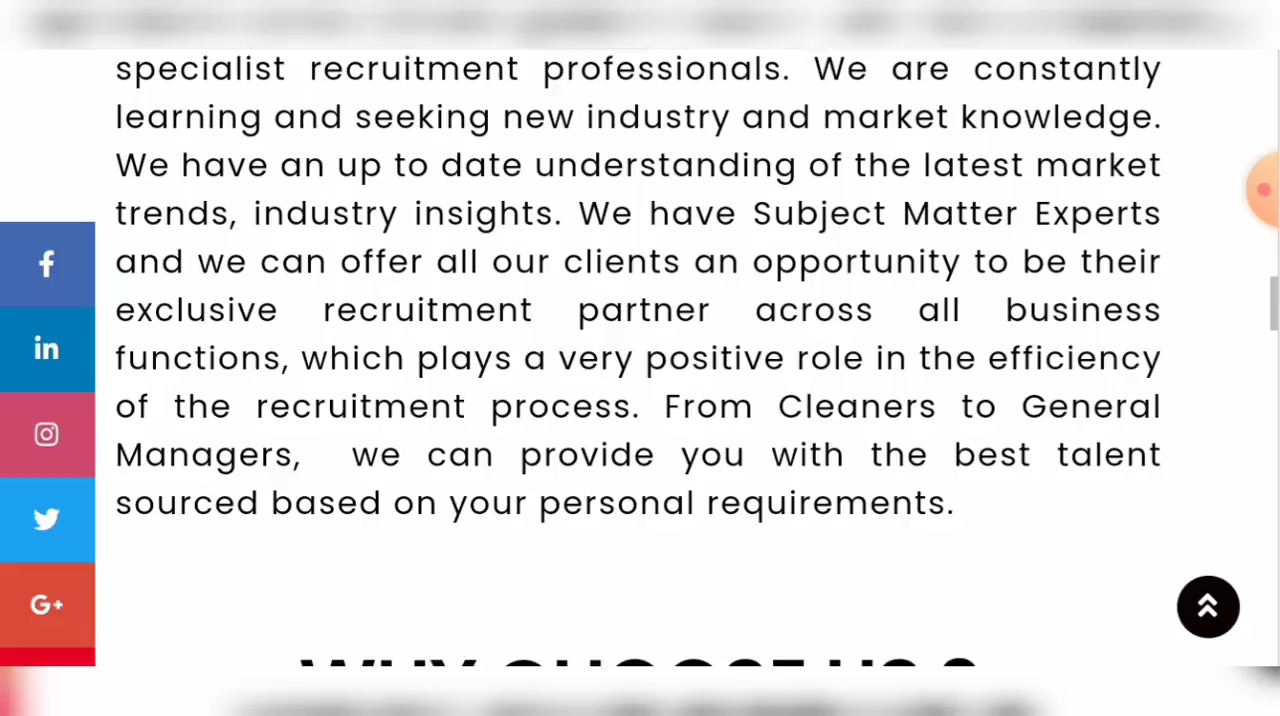 specialist recruitment professionals. We are constantly
learning and seeking new industry and market knowledge.
We have an up to date understanding of the latest market
trends, industry insights. We have Subject Matter Experts
and we can offer all our clients an opportunity to be their
exclusive recruitment partner across all business
functions, which plays a very positive role in the efficiency
of the recruitment process. From Cleaners to General
Managers, we can provide you with the best talent
sourced based on your personal requirements.
f
in
G+
WHY CHOOSE US ?